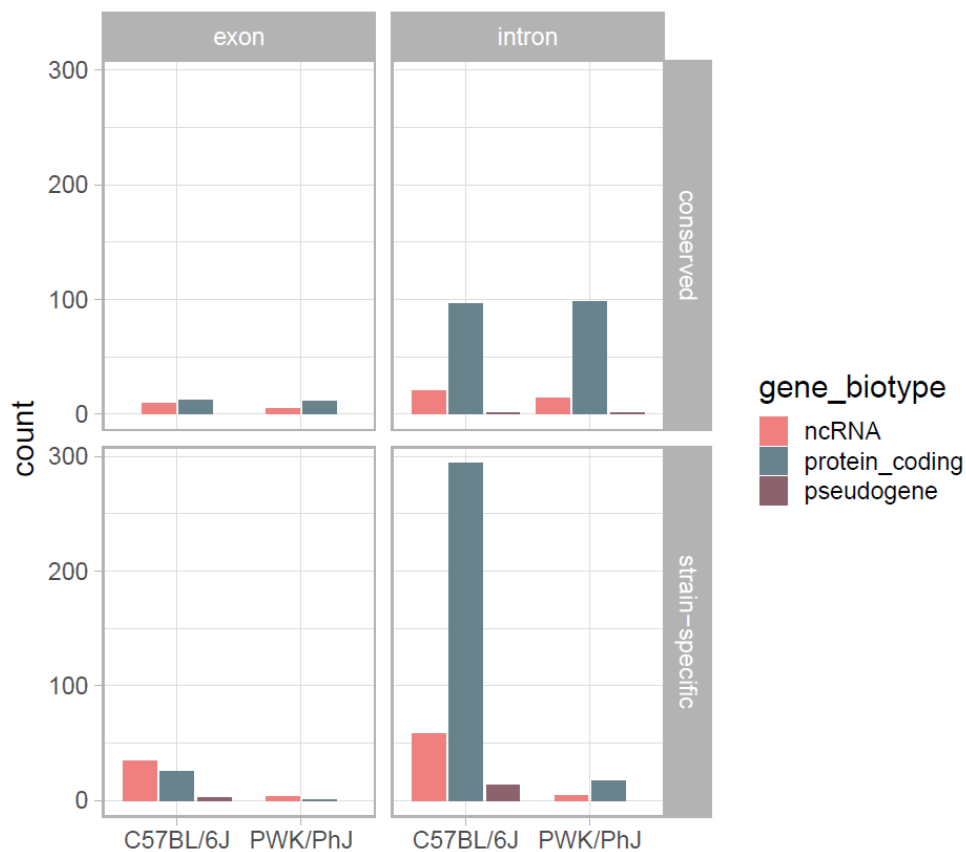 exon
intron
300
200
100
0
conserved
count
300
200
100
0
strain-specific
C57BL/6J
PWK/PhJ
C57BL/6J
PWK/PhJ
gene_biotype
ncRNA
protein_coding
pseudogene